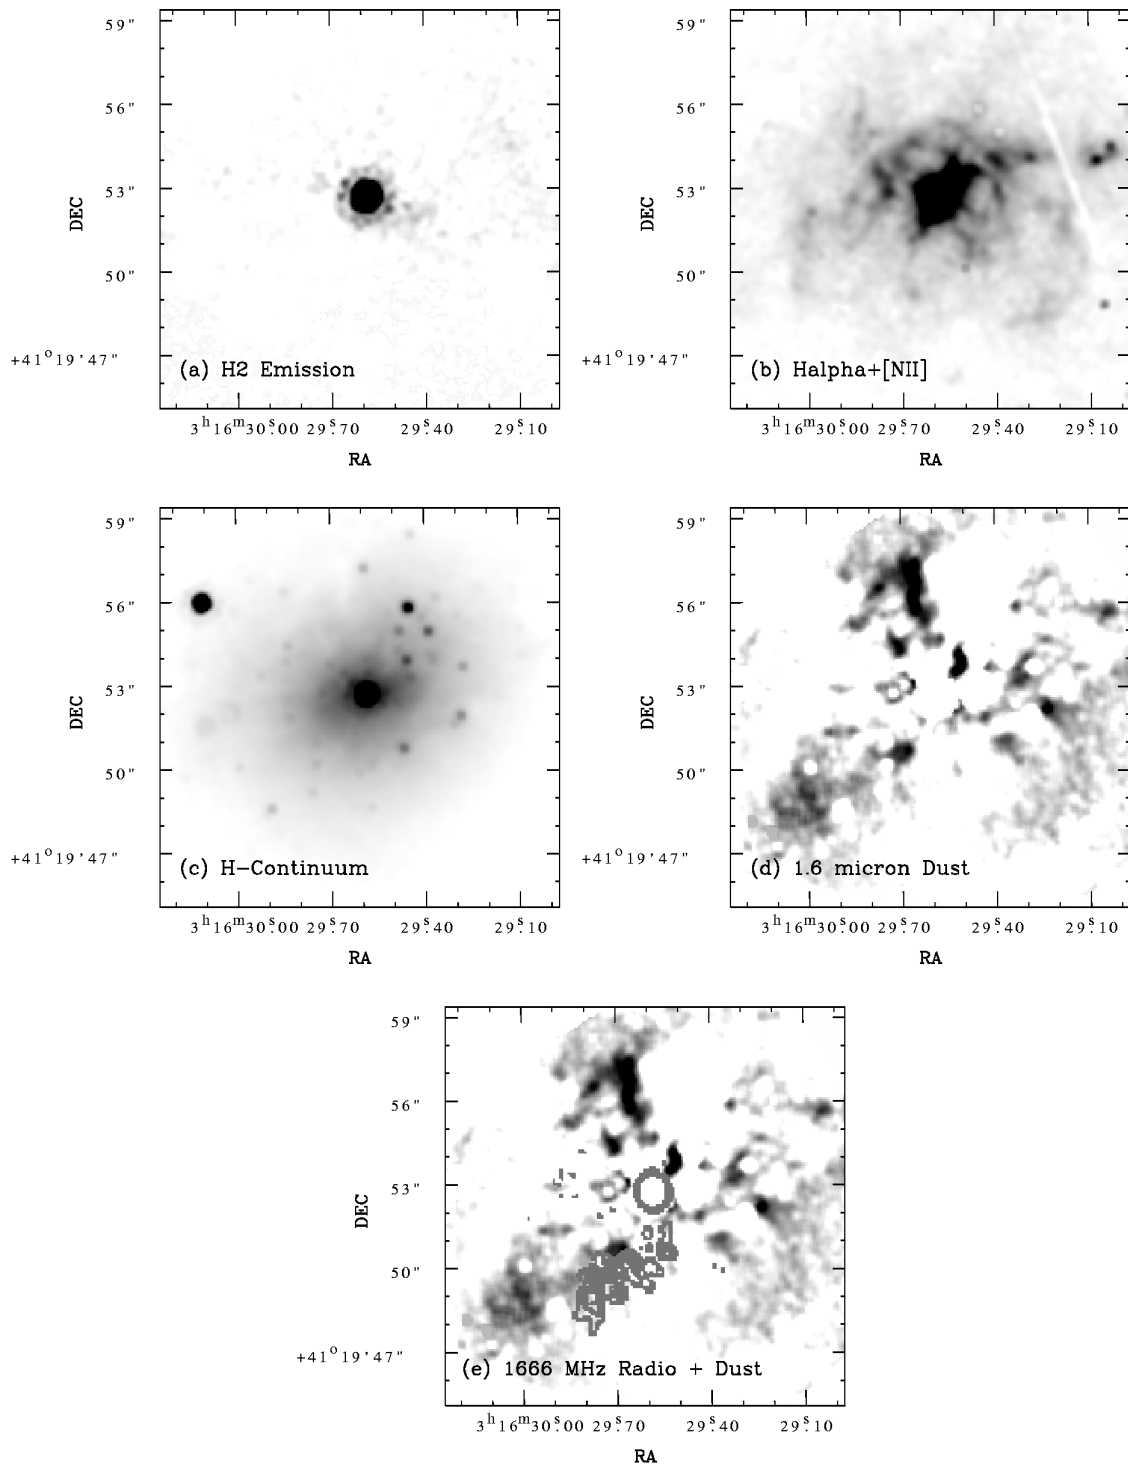 59"
56"
53"
50"
+41°19'47"
DEC
(a) H2 Emission
3ʰ16ᵐ30ˢ.00 29ˢ.70 29ˢ.40 29ˢ.10
RA
59"
56"
53"
50"
+41°19'47"
DEC
(b) Halpha+[NII]
3ʰ16ᵐ30ˢ.00 29ˢ.70 29ˢ.40 29ˢ.10
RA
59"
56"
53"
50"
+41°19'47"
DEC
(c) H-Continuum
3ʰ16ᵐ30ˢ.00 29ˢ.70 29ˢ.40 29ˢ.10
RA
59"
56"
53"
50"
+41°19'47"
DEC
(d) 1.6 micron Dust
3ʰ16ᵐ30ˢ.00 29ˢ.70 29ˢ.40 29ˢ.10
RA
59"
56"
53"
50"
+41°19'47"
DEC
(e) 1666 MHz Radio + Dust
3ʰ16ᵐ30ˢ.00 29ˢ.70 29ˢ.40 29ˢ.10
RA